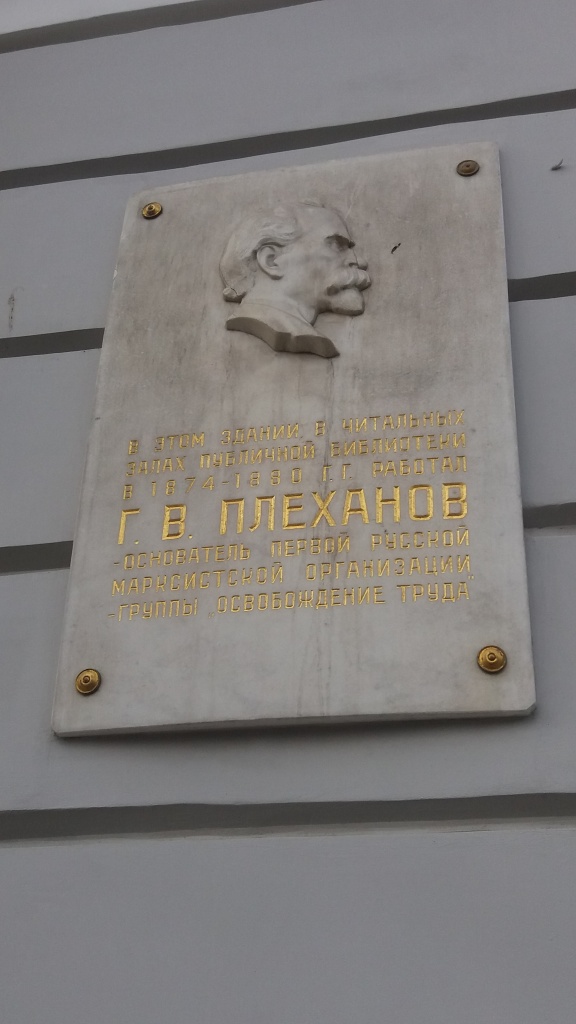 В ЭТОМ ЗДАНИИ, В ЧИТАЛЬНЫХ
ЗАЛАХ ПУБЛИЧНОЙ БИБЛИОТЕКИ
В 1874-1880 Г.Г. РАБОТАЛ
Г. В. ПЛЕХАНОВ
-ОСНОВАТЕЛЬ ПЕРВОЙ РУССКОЙ
МАРКСИСТСКОЙ ОРГАНИЗАЦИИ
-ГРУППЫ „ОСВОБОЖДЕНИЕ ТРУДА"